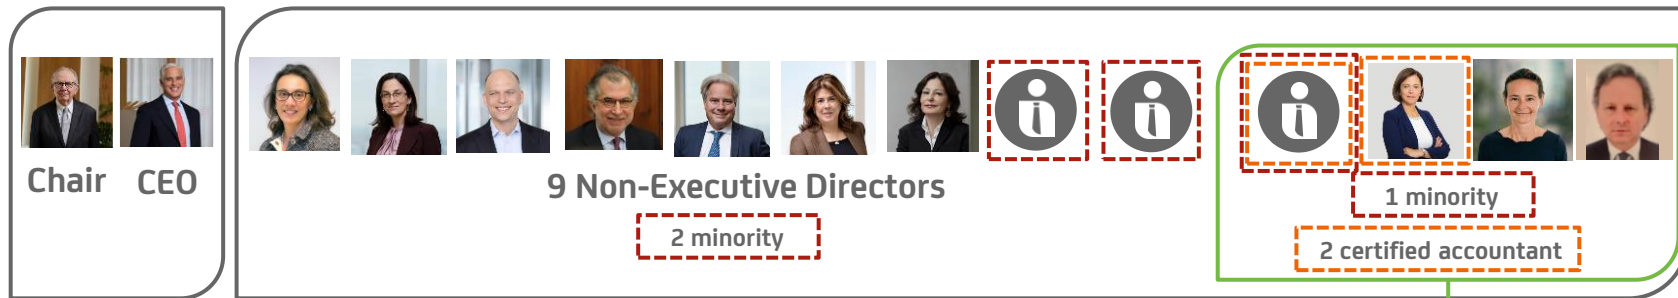 Chair
CEO
9 Non-Executive Directors
2 minority
1 minority
2 certified accountant